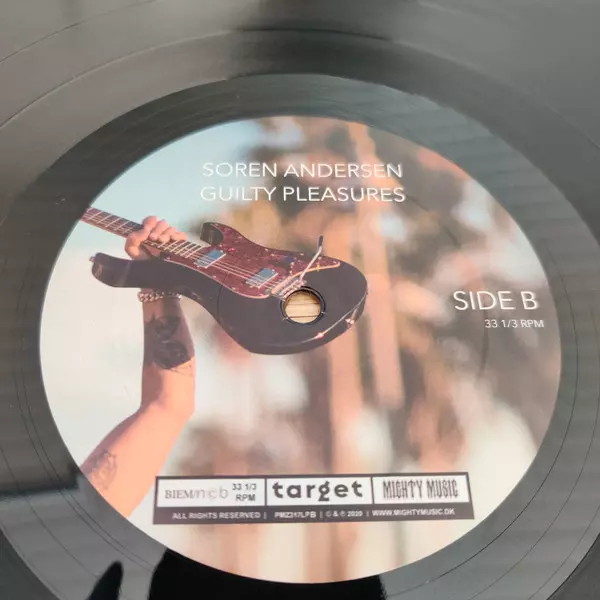 SOREN ANDERSEN
GUILTY PLEASURES
SIDE B
33 1/3 RPM
BIEM/ncb 33 1/3 RPM target MIGHTY MUSIC
ALL RIGHTS RESERVED | PMZ317LPB | © & ℗ 2020 | WWW.MIGHTYMUSIC.DK